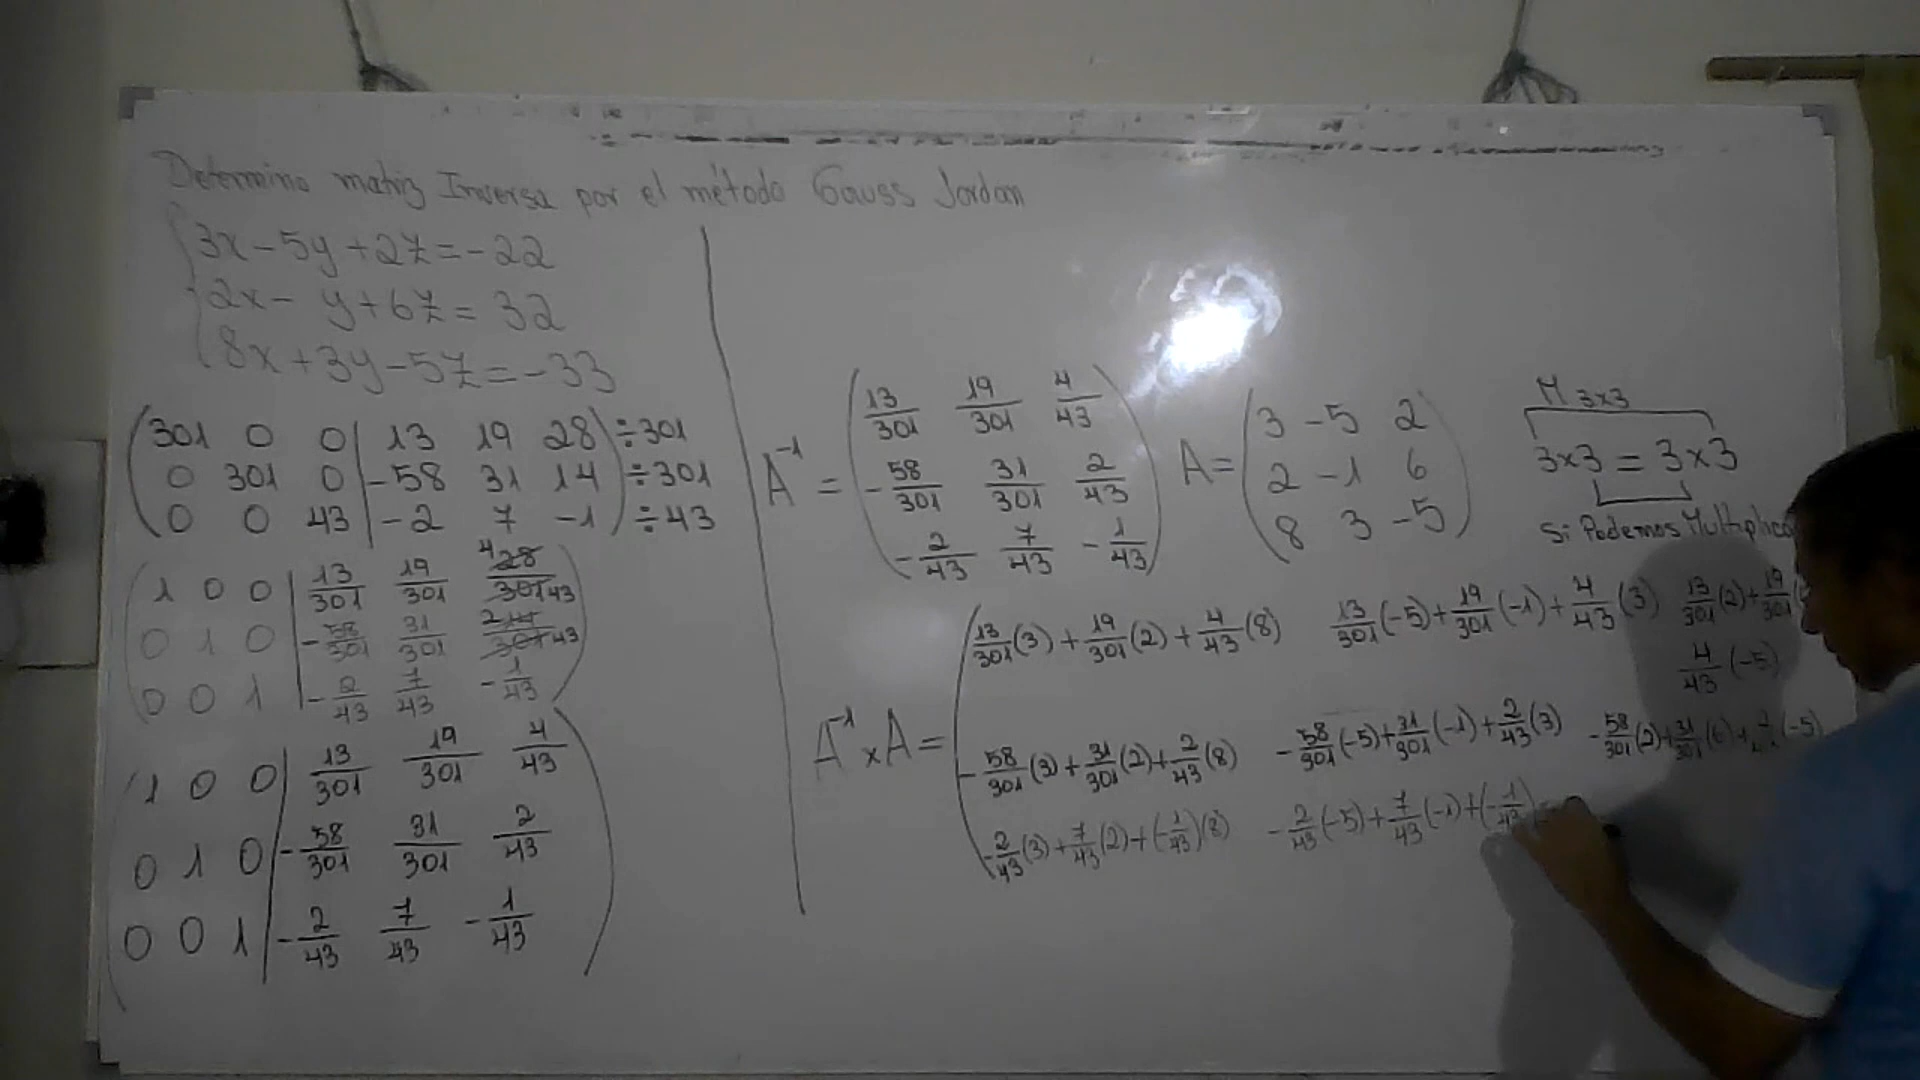 Determino matriz Inversa por el método Gauss Jordan
3x - 5y + 2z = -22
2x - y + 6z = 32
8x + 3y - 5z = -33
301 0 0 | 13 19 28 ÷301
0 301 0 | -58 31 14 ÷301
0 0 43 | -2 7 -1 ÷43
1 0 0 | 13/301 19/301 4 28/301 43
0 1 0 | -58/301 31/301 2 14/301 43
0 0 1 | -2/43 7/43 -1/43
1 0 0 | 13/301 19/301 4/43
0 1 0 | -58/301 31/301 2/43
0 0 1 | -2/43 7/43 -1/43
A⁻¹ =
13/301 19/301 4/43
-58/301 31/301 2/43
-2/43 7/43 -1/43
A =
3 -5 2
2 -1 6
8 3 -5
M 3x3
3x3 = 3x3
Si Podemos
A⁻¹ x A =
13/301(3) + 19/301(2) + 4/43(8) 13/301(-5) + 19/301(-1) + 4/43(3) 13/301(2) + 19/301
4/43(-5)
-58/301(3) + 31/301(2) + 2/43(8) -58/301(-5) + 31/301(-1) + 2/43(3) -58/301(2) + 31/301(6) + (-5)
-2/43(3) + 7/43(2) + (-1/43)(8) -2/43(-5) + 7/43(-1) + (-1/43)